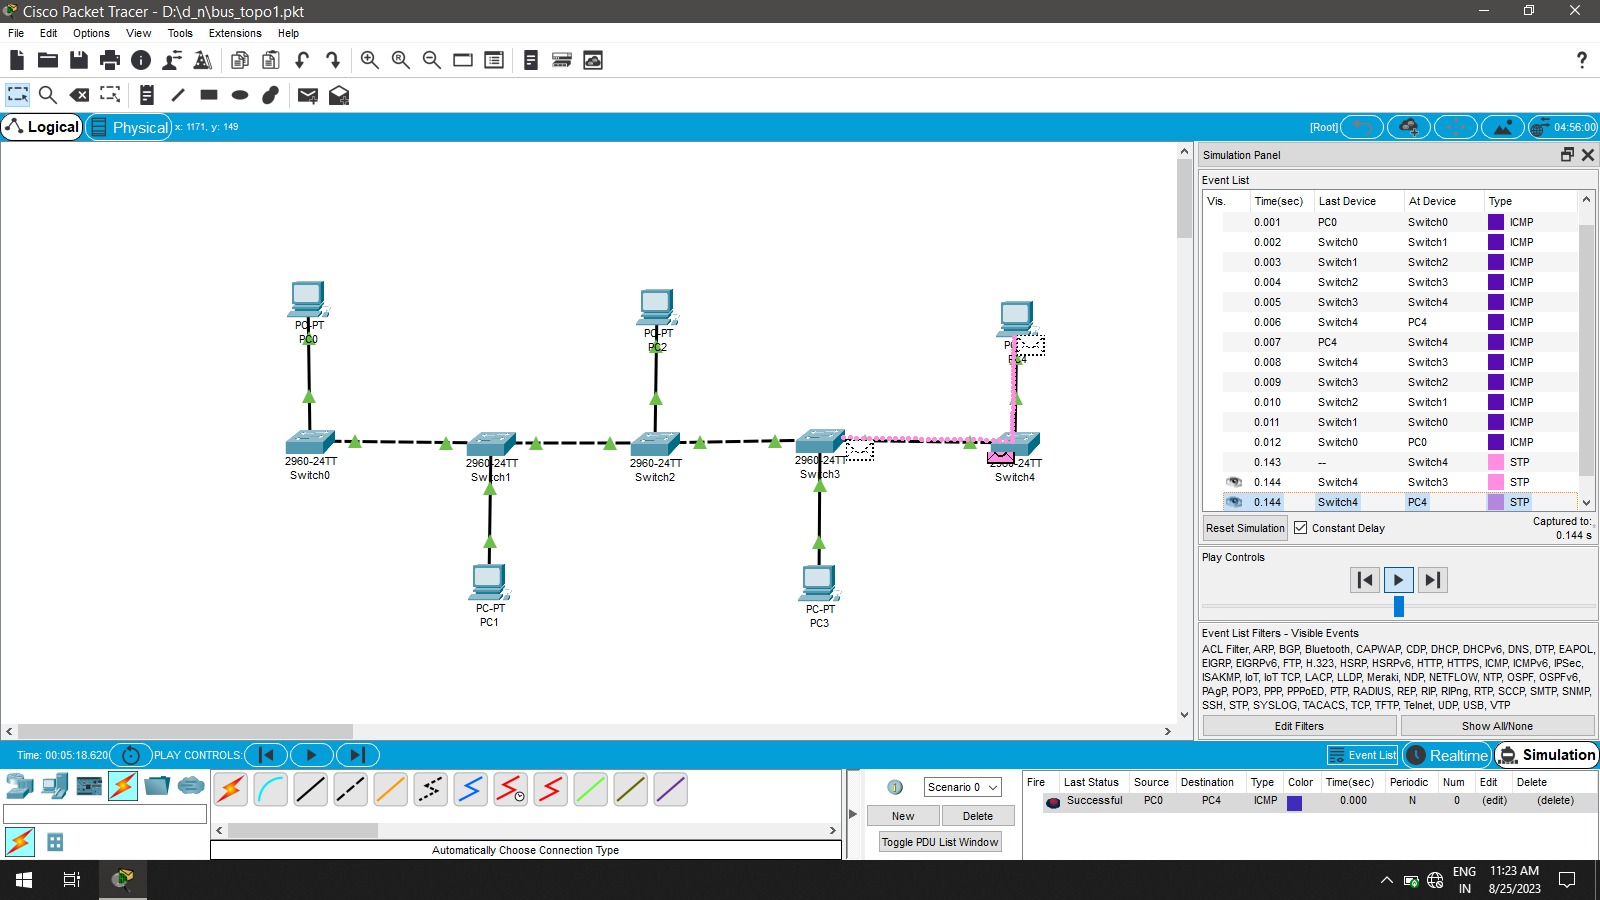 Cisco Packet Tracer - D:\d_n\bus_topo1.pkt
File Edit Options View Tools Extensions Help
?
Logical Physical x: 1171, y: 149
[Root] 04:56:00
PC-PT
PC0
PC-PT
PC2
2960-24TT
Switch0
2960-24TT
Switch1
2960-24TT
Switch2
2960-24TT
Switch3
2960-24TT
Switch4
PC-PT
PC1
PC-PT
PC3
Simulation Panel
Event List
Vis. Time(sec) Last Device At Device Type
0.001 PC0 Switch0 ICMP
0.002 Switch0 Switch1 ICMP
0.003 Switch1 Switch2 ICMP
0.004 Switch2 Switch3 ICMP
0.005 Switch3 Switch4 ICMP
0.006 Switch4 PC4 ICMP
0.007 PC4 Switch4 ICMP
0.008 Switch4 Switch3 ICMP
0.009 Switch3 Switch2 ICMP
0.010 Switch2 Switch1 ICMP
0.011 Switch1 Switch0 ICMP
0.012 Switch0 PC0 ICMP
0.143 -- Switch4 STP
0.144 Switch4 Switch3 STP
0.144 Switch4 PC4 STP
Reset Simulation Constant Delay Captured to:
0.144 s
Play Controls
Event List Filters - Visible Events
ACL Filter, ARP, BGP, Bluetooth, CAPWAP, CDP, DHCP, DHCPv6, DNS, DTP, EAPOL,
EIGRP, EIGRPv6, FTP, H.323, HSRP, HSRPv6, HTTP, HTTPS, ICMP, ICMPv6, IPSec,
ISAKMP, IoT, IoT TCP, LACP, LLDP, Meraki, NDP, NETFLOW, NTP, OSPF, OSPFv6,
PAgP, POP3, PPP, PPPoED, PTP, RADIUS, REP, RIP, RIPng, RTP, SCCP, SMTP, SNMP,
SSH, STP, SYSLOG, TACACS, TCP, TFTP, Telnet, UDP, USB, VTP
Edit Filters Show All/None
Time: 00:05:18.620 PLAY CONTROLS:
Event List Realtime Simulation
Automatically Choose Connection Type
Scenario 0
New Delete
Toggle PDU List Window
Fire Last Status Source Destination Type Color Time(sec) Periodic Num Edit Delete
Successful PC0 PC4 ICMP 0.000 N 0 (edit) (delete)
ENG
IN
11:23 AM
8/25/2023